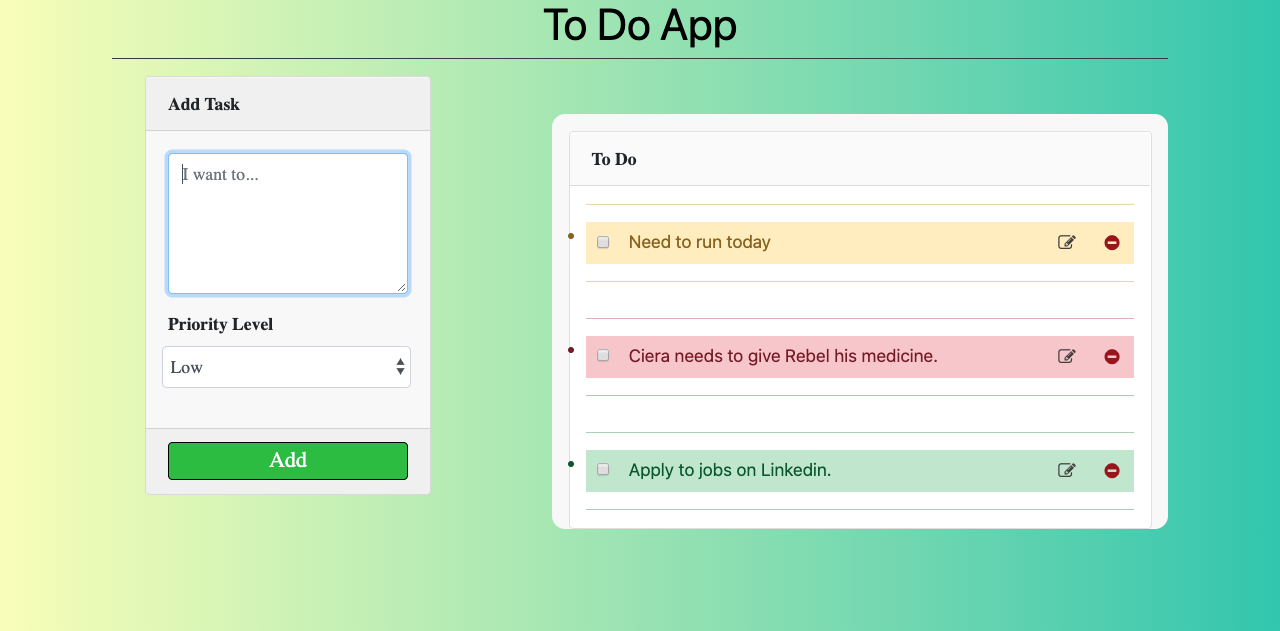 To Do App
Add Task
I want to...
Priority Level
Low
Add
To Do
Need to run today
Ciera needs to give Rebel his medicine.
Apply to jobs on Linkedin.